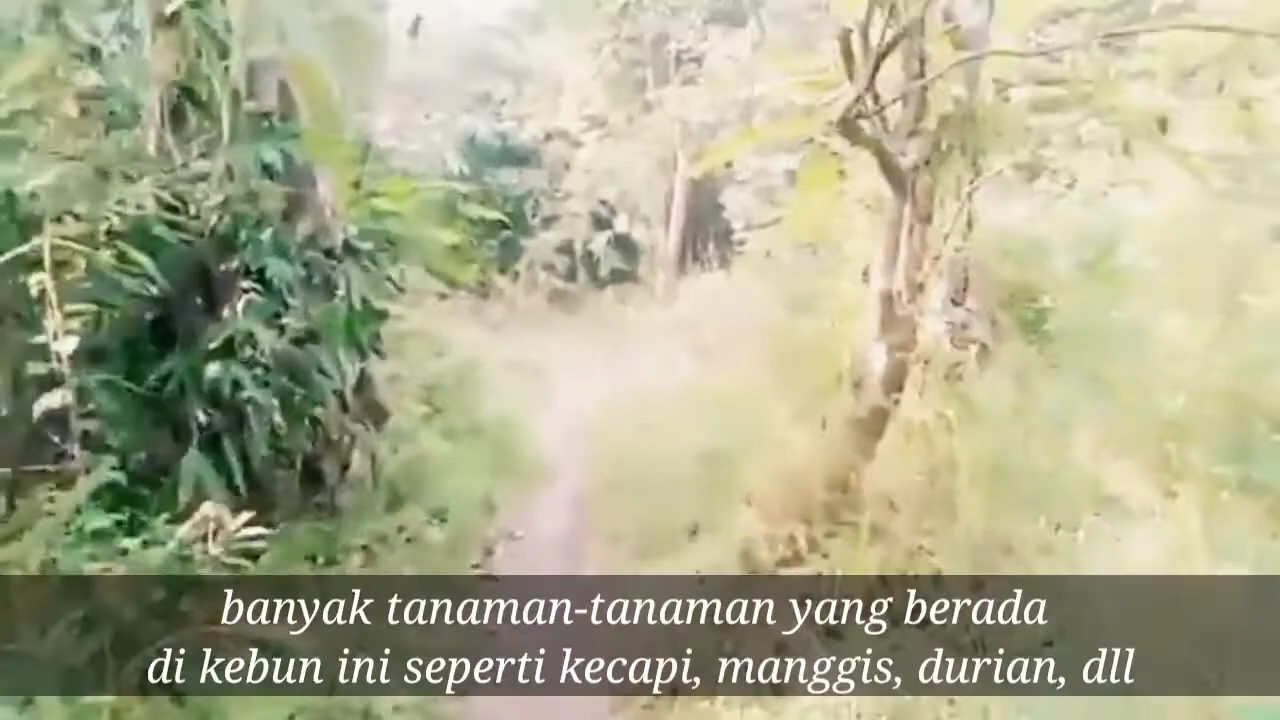 banyak tanaman-tanaman yang berada
di kebun ini seperti kecapi, manggis, durian, dll